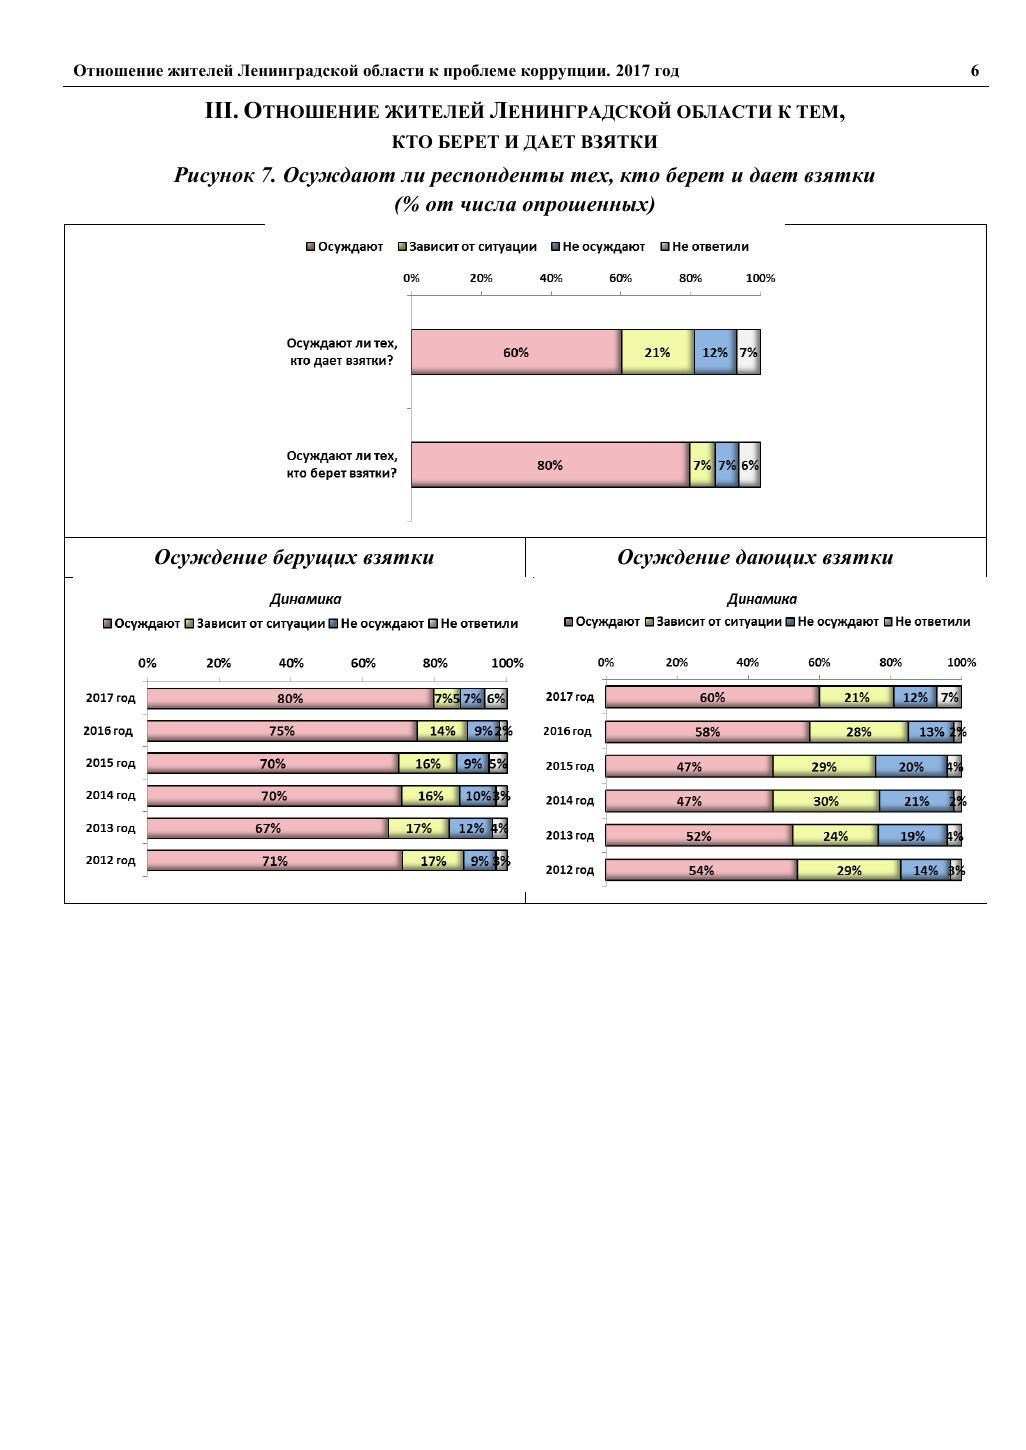 Отношение жителей Ленинградской области к проблеме коррупции. 2017 год 6
III. ОТНОШЕНИЕ ЖИТЕЛЕЙ ЛЕНИНГРАДСКОЙ ОБЛАСТИ К ТЕМ,
КТО БЕРЕТ И ДАЕТ ВЗЯТКИ
Рисунок 7. Осуждают ли респонденты тех, кто берет и дает взятки
(% от числа опрошенных)
Осуждают Зависит от ситуации Не осуждают Не ответили
0% 20% 40% 60% 80% 100%
Осуждают ли тех,
кто дает взятки?
60% 21% 12% 7%
Осуждают ли тех,
кто берет взятки?
80% 7% 7% 6%
Осуждение берущих взятки
Динамика
Осуждают Зависит от ситуации Не осуждают Не ответили
0% 20% 40% 60% 80% 100%
2017 год 80% 7%5 7% 6%
2016 год 75% 14% 9% 2%
2015 год 70% 16% 9% 5%
2014 год 70% 16% 10% 3%
2013 год 67% 17% 12% 4%
2012 год 71% 17% 9% 3%
Осуждение дающих взятки
Динамика
Осуждают Зависит от ситуации Не осуждают Не ответили
0% 20% 40% 60% 80% 100%
2017 год 60% 21% 12% 7%
2016 год 58% 28% 13% 2%
2015 год 47% 29% 20% 4%
2014 год 47% 30% 21% 2%
2013 год 52% 24% 19% 4%
2012 год 54% 29% 14% 3%